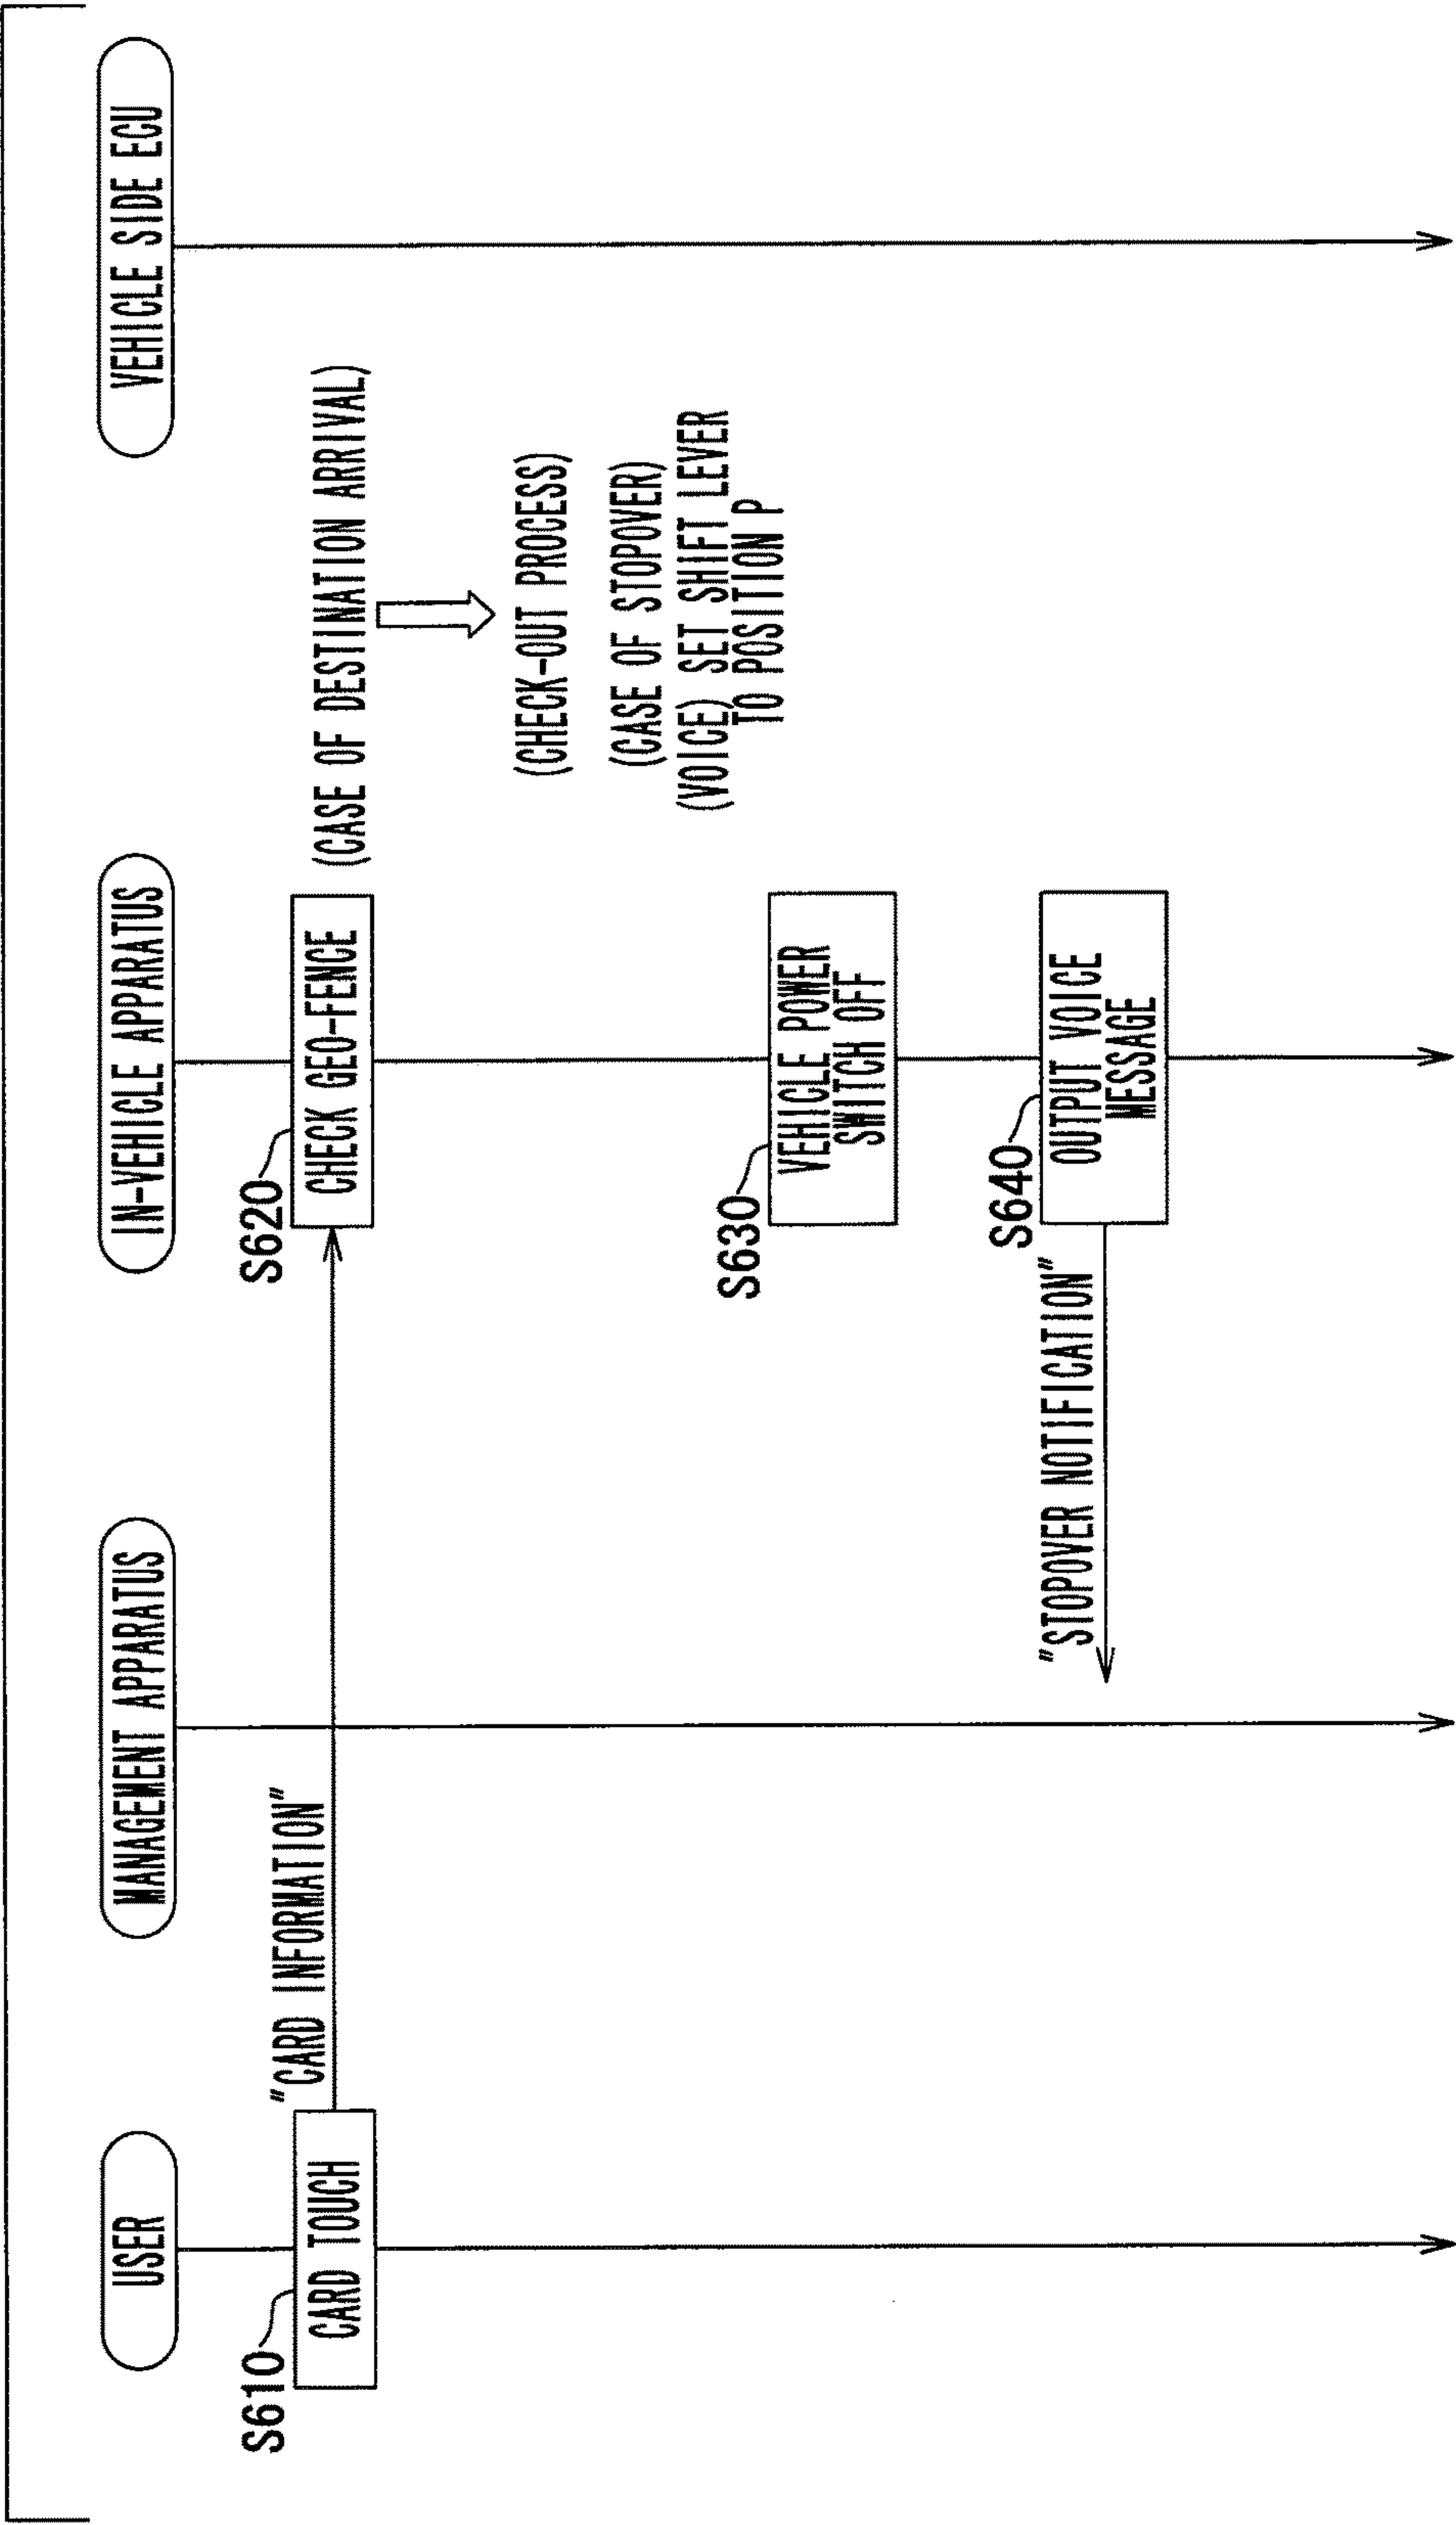 USER
MANAGEMENT APPARATUS
IN-VEHICLE APPARATUS
VEHICLE SIDE ECU
S610
CARD TOUCH
"CARD INFORMATION"
S620
CHECK GEO-FENCE
(CASE OF DESTINATION ARRIVAL)
(CHECK-OUT PROCESS)
(CASE OF STOPOVER)
(VOICE) SET SHIFT LEVER
TO POSITION P
S630
VEHICLE POWER
SWITCH OFF
S640
OUTPUT VOICE
MESSAGE
"STOPOVER NOTIFICATION"